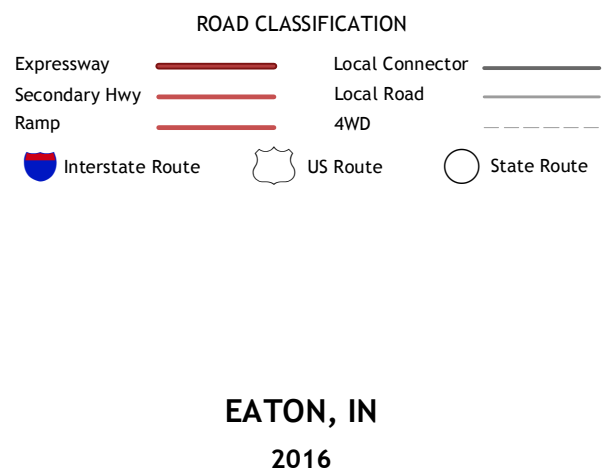 ROAD CLASSIFICATION
Expressway Local Connector
Secondary Hwy Local Road
Ramp 4WD
Interstate Route US Route State Route
EATON, IN
2016